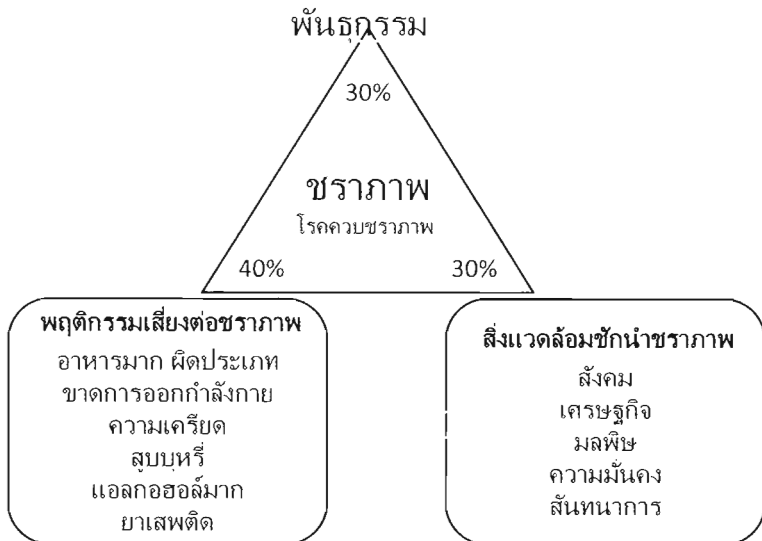 พันธุกรรม
30%
ชราภาพ
โรคควบชราภาพ
40%
30%
พฤติกรรมเสี่ยงต่อชราภาพ
อาหารมาก ผิดประเภท
ขาดการออกกำลังกาย
ความเครียด
สูบบุหรี่
แอลกอฮอล์มาก
ยาเสพติด
สิ่งแวดล้อมชักนำชราภาพ
สังคม
เศรษฐกิจ
มลพิษ
ความมั่นคง
สันทนาการ